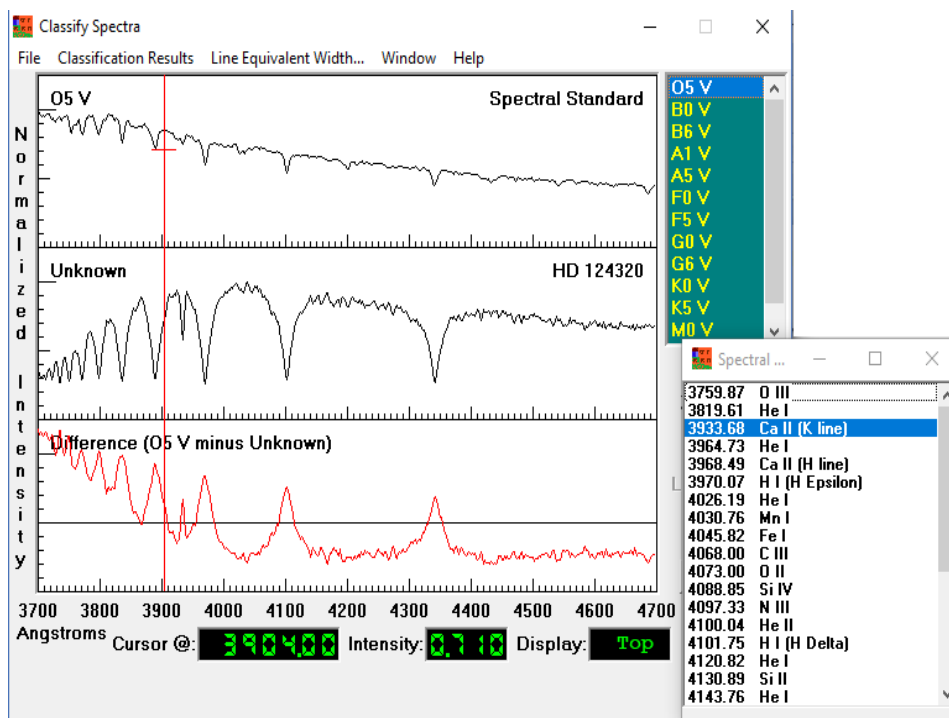 Classify Spectra
File Classification Results Line Equivalent Width... Window Help
Normalized Intensity
O5 V
Spectral Standard
Unknown
HD 124320
Difference (O5 V minus Unknown)
3700 3800 3900 4000 4100 4200 4300 4400 4500 4600 4700
Angstroms
Cursor @: 3904.00 Intensity: 0.710 Display: Top
O5 V
B0 V
B6 V
A1 V
A5 V
F0 V
F5 V
G0 V
G6 V
K0 V
K5 V
M0 V
Spectral ...
3759.87 O III
3819.61 He I
3933.68 Ca II (K line)
3964.73 He I
3968.49 Ca II (H line)
3970.07 H I (H Epsilon)
4026.19 He I
4030.76 Mn I
4045.82 Fe I
4068.00 C III
4073.00 O II
4088.85 Si IV
4097.33 N III
4100.04 He II
4101.75 H I (H Delta)
4120.82 He I
4130.89 Si II
4143.76 He I